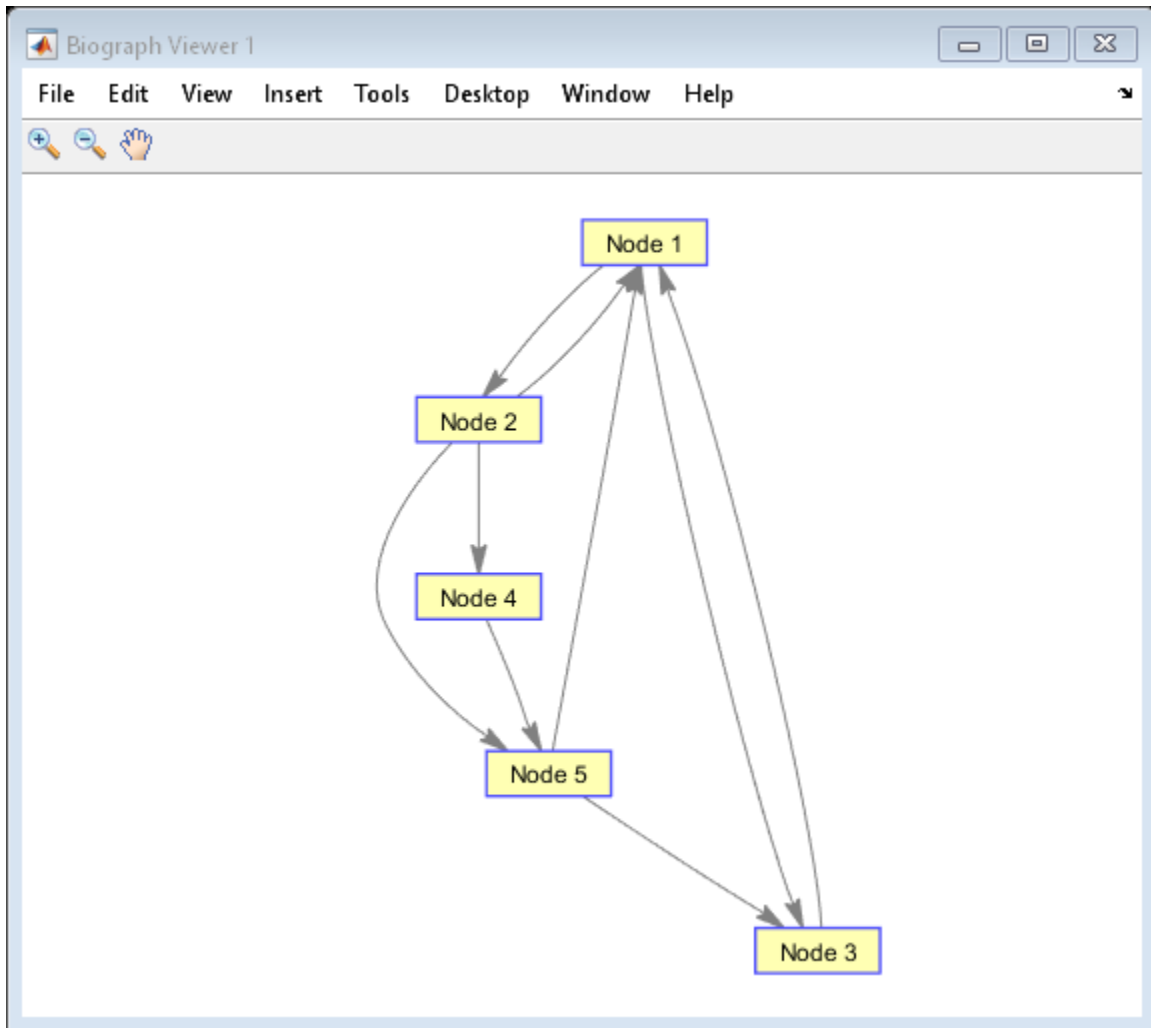 Biograph Viewer 1
File Edit View Insert Tools Desktop Window Help
Node 1
Node 2
Node 4
Node 5
Node 3